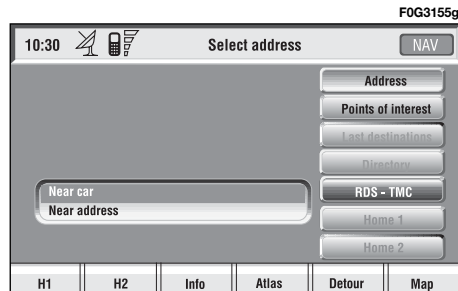 F0G3155g
10:30 Select address NAV
Address
Points of interest
Last destinations
Directory
Near car
RDS - TMC
Near address
Home 1
Home 2
H1 H2 Info Atlas Detour Map